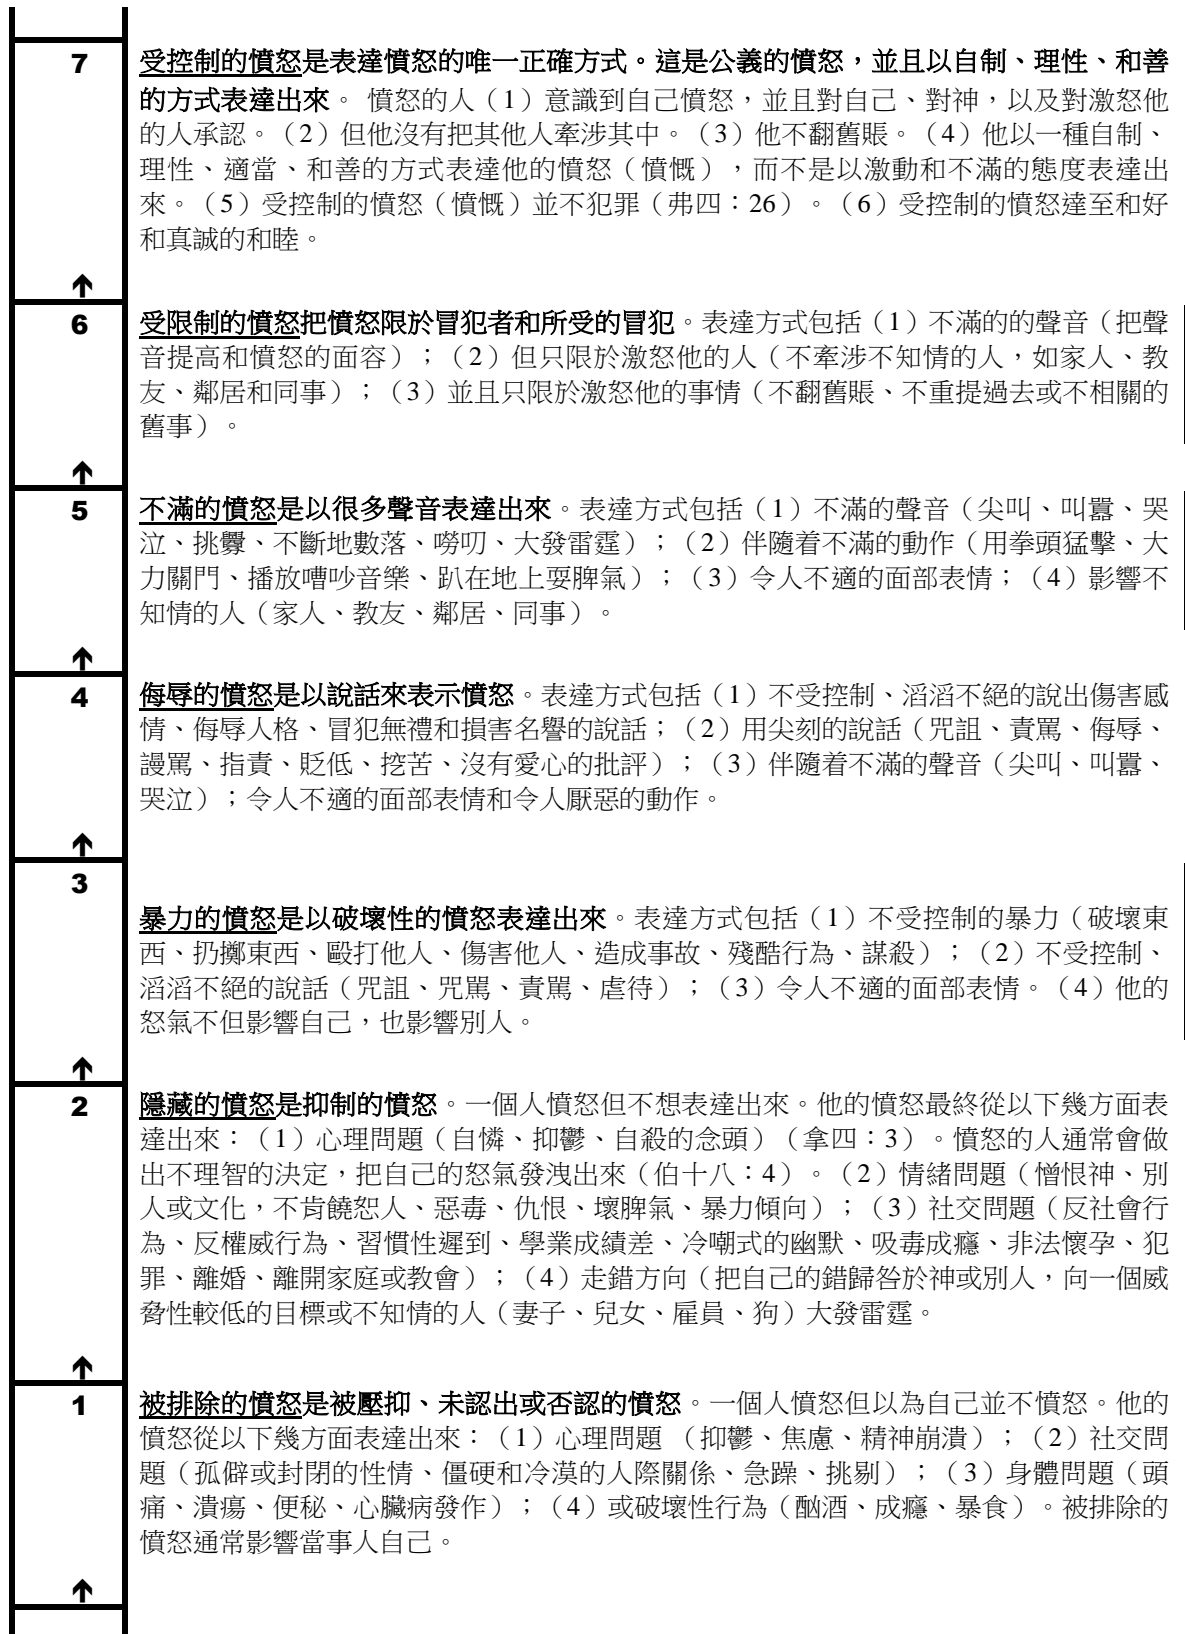 7
受控制的憤怒是表達憤怒的唯一正確方式。這是公義的憤怒，並且以自制、理性、和善
的方式表達出來。 憤怒的人（1）意識到自己憤怒，並且對自己、對神，以及對激怒他
的人承認。（2）但他沒有把其他人牽涉其中。（3）他不翻舊賬。（4）他以一種自制、
理性、適當、和善的方式表達他的憤怒（憤慨），而不是以激動和不滿的態度表達出
來。（5）受控制的憤怒（憤慨）並不犯罪（弗四：26）。（6）受控制的憤怒達至和好
和真誠的和睦。
↑
6
受限制的憤怒把憤怒限於冒犯者和所受的冒犯。表達方式包括（1）不滿的的聲音（把聲
音提高和憤怒的面容）；（2）但只限於激怒他的人（不牽涉不知情的人，如家人、教
友、鄰居和同事）；（3）並且只限於激怒他的事情（不翻舊賬、不重提過去或不相關的
舊事）。
↑
5
不滿的憤怒是以很多聲音表達出來。表達方式包括（1）不滿的聲音（尖叫、叫囂、哭
泣、挑釁、不斷地數落、嘮叨、大發雷霆）；（2）伴隨着不滿的動作（用拳頭猛擊、大
力關門、播放嘈吵音樂、趴在地上耍脾氣）；（3）令人不適的面部表情；（4）影響不
知情的人（家人、教友、鄰居、同事）。
↑
4
侮辱的憤怒是以說話來表示憤怒。表達方式包括（1）不受控制、滔滔不絕的說出傷害感
情、侮辱人格、冒犯無禮和損害名譽的說話；（2）用尖刻的說話（咒詛、責罵、侮辱、
謾罵、指責、貶低、挖苦、沒有愛心的批評）；（3）伴隨着不滿的聲音（尖叫、叫囂、
哭泣）；令人不適的面部表情和令人厭惡的動作。
↑
3
暴力的憤怒是以破壞性的憤怒表達出來。表達方式包括（1）不受控制的暴力（破壞東
西、扔擲東西、毆打他人、傷害他人、造成事故、殘酷行為、謀殺）；（2）不受控制、
滔滔不絕的說話（咒詛、咒罵、責罵、虐待）；（3）令人不適的面部表情。（4）他的
怒氣不但影響自己，也影響別人。
↑
2
隱藏的憤怒是抑制的憤怒。一個人憤怒但不想表達出來。他的憤怒最終從以下幾方面表
達出來：（1）心理問題（自憐、抑鬱、自殺的念頭）（拿四：3）。憤怒的人通常會做
出不理智的決定，把自己的怒氣發洩出來（伯十八：4）。（2）情緒問題（憎恨神、別
人或文化，不肯饒恕人、惡毒、仇恨、壞脾氣、暴力傾向）；（3）社交問題（反社會行
為、反權威行為、習慣性遲到、學業成績差、冷嘲式的幽默、吸毒成癮、非法懷孕、犯
罪、離婚、離開家庭或教會）；（4）走錯方向（把自己的錯歸咎於神或別人，向一個威
脅性較低的目標或不知情的人（妻子、兒女、雇員、狗）大發雷霆。
↑
1
被排除的憤怒是被壓抑、未認出或否認的憤怒。一個人憤怒但以為自己並不憤怒。他的
憤怒從以下幾方面表達出來：（1）心理問題 （抑鬱、焦慮、精神崩潰）；（2）社交問
題（孤僻或封閉的性情、僵硬和冷漠的人際關係、急躁、挑剔）；（3）身體問題（頭
痛、潰瘍、便秘、心臟病發作）；（4）或破壞性行為（酗酒、成癮、暴食）。被排除的
憤怒通常影響當事人自己。
↑